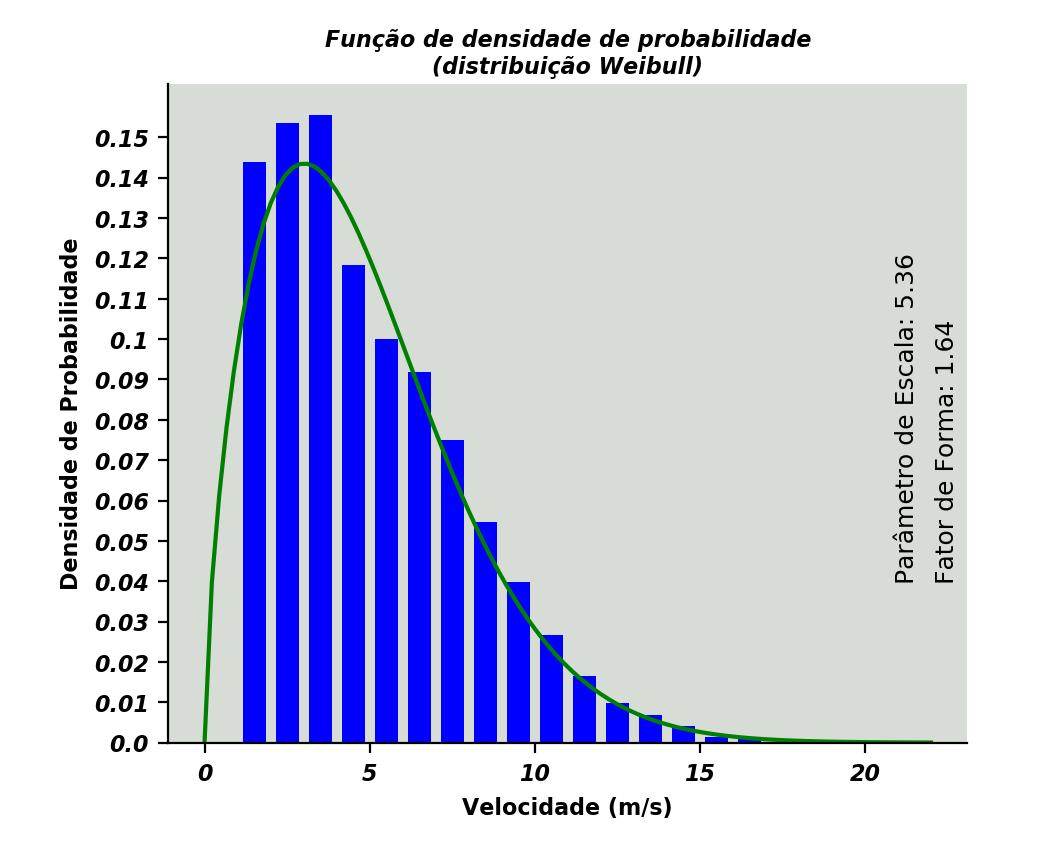 Função de densidade de probabilidade
(distribuição Weibull)
Densidade de Probabilidade
0.15
0.14
0.13
0.12
0.11
0.1
0.09
0.08
0.07
0.06
0.05
0.04
0.03
0.02
0.01
0.0
Parâmetro de Escala: 5.36
Fator de Forma: 1.64
0 5 10 15 20
Velocidade (m/s)